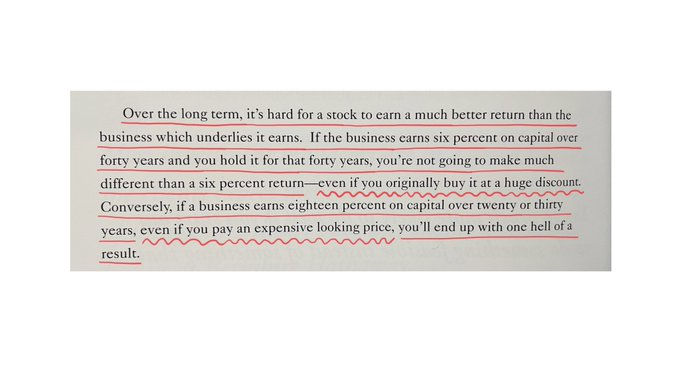 Over the long term, it's hard for a stock to earn a much better return than the
business which underlies it earns. If the business earns six percent on capital over
forty years and you hold it for that forty years, you're not going to make much
different than a six percent return—even if you originally buy it at a huge discount.
Conversely, if a business earns eighteen percent on capital over twenty or thirty
years, even if you pay an expensive looking price, you'll end up with one hell of a
result.